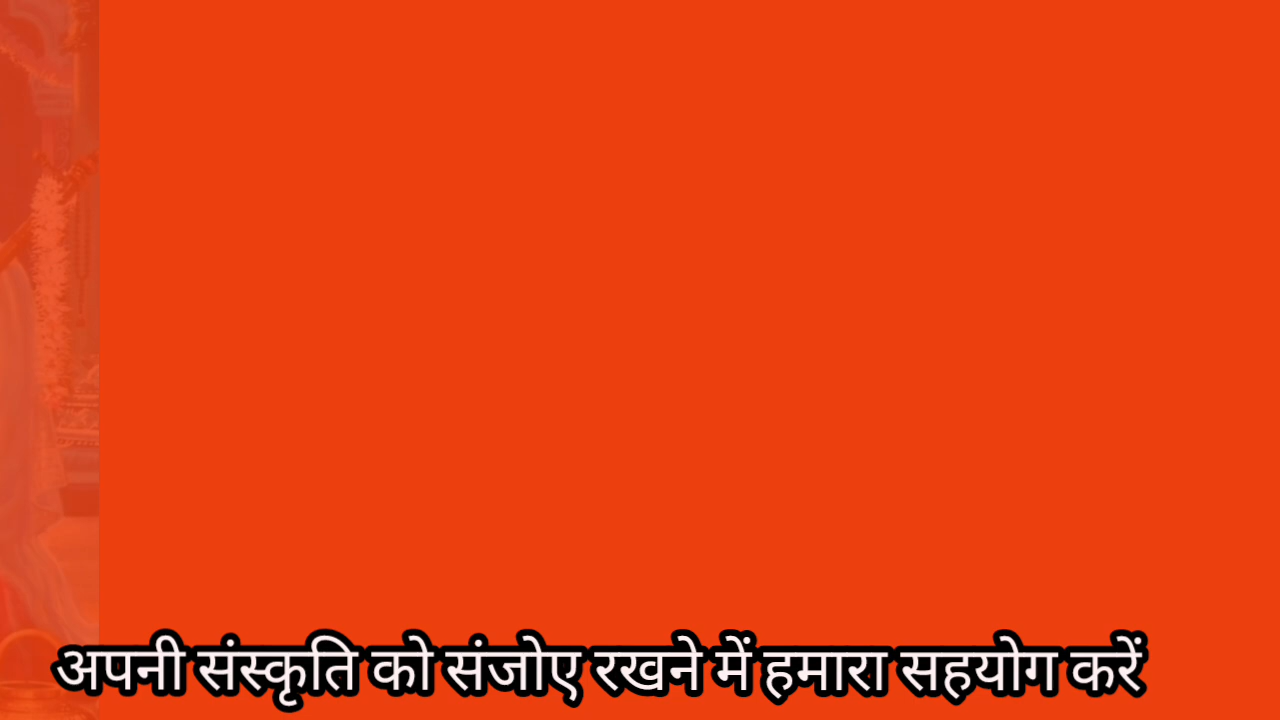 अपनी संस्कृति को संजोए रखने में हमारा सहयोग करें